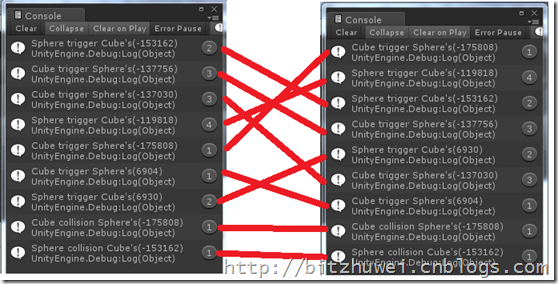 Console
Clear Collapse Clear on Play Error Pause
Sphere trigger Cube's(-153162)
UnityEngine.Debug:Log(Object)
2
Cube trigger Sphere's(-137756)
UnityEngine.Debug:Log(Object)
3
Cube trigger Sphere's(-137030)
UnityEngine.Debug:Log(Object)
3
Sphere trigger Cube's(-119818)
UnityEngine.Debug:Log(Object)
4
Cube trigger Sphere's(-175808)
UnityEngine.Debug:Log(Object)
1
Cube trigger Sphere's(6904)
UnityEngine.Debug:Log(Object)
1
Sphere trigger Cube's(6930)
UnityEngine.Debug:Log(Object)
2
Cube collision Sphere's(-175808)
UnityEngine.Debug:Log(Object)
1
Sphere collision Cube's(-153162)
UnityEngine.Debug:Log(Object)
1
Console
Clear Collapse Clear on Play Error Pause
Cube trigger Sphere's(-175808)
UnityEngine.Debug:Log(Object)
1
Sphere trigger Cube's(-119818)
UnityEngine.Debug:Log(Object)
4
Sphere trigger Cube's(-153162)
UnityEngine.Debug:Log(Object)
2
Cube trigger Sphere's(-137756)
UnityEngine.Debug:Log(Object)
3
Sphere trigger Cube's(6930)
UnityEngine.Debug:Log(Object)
2
Cube trigger Sphere's(-137030)
UnityEngine.Debug:Log(Object)
3
Cube trigger Sphere's(6904)
UnityEngine.Debug:Log(Object)
1
Cube collision Sphere's(-175808)
UnityEngine.Debug:Log(Object)
1
Sphere collision Cube's(-153162)
UnityEngine.Debug:Log(Object)
1
http://bitzhuwei.cnblogs.com